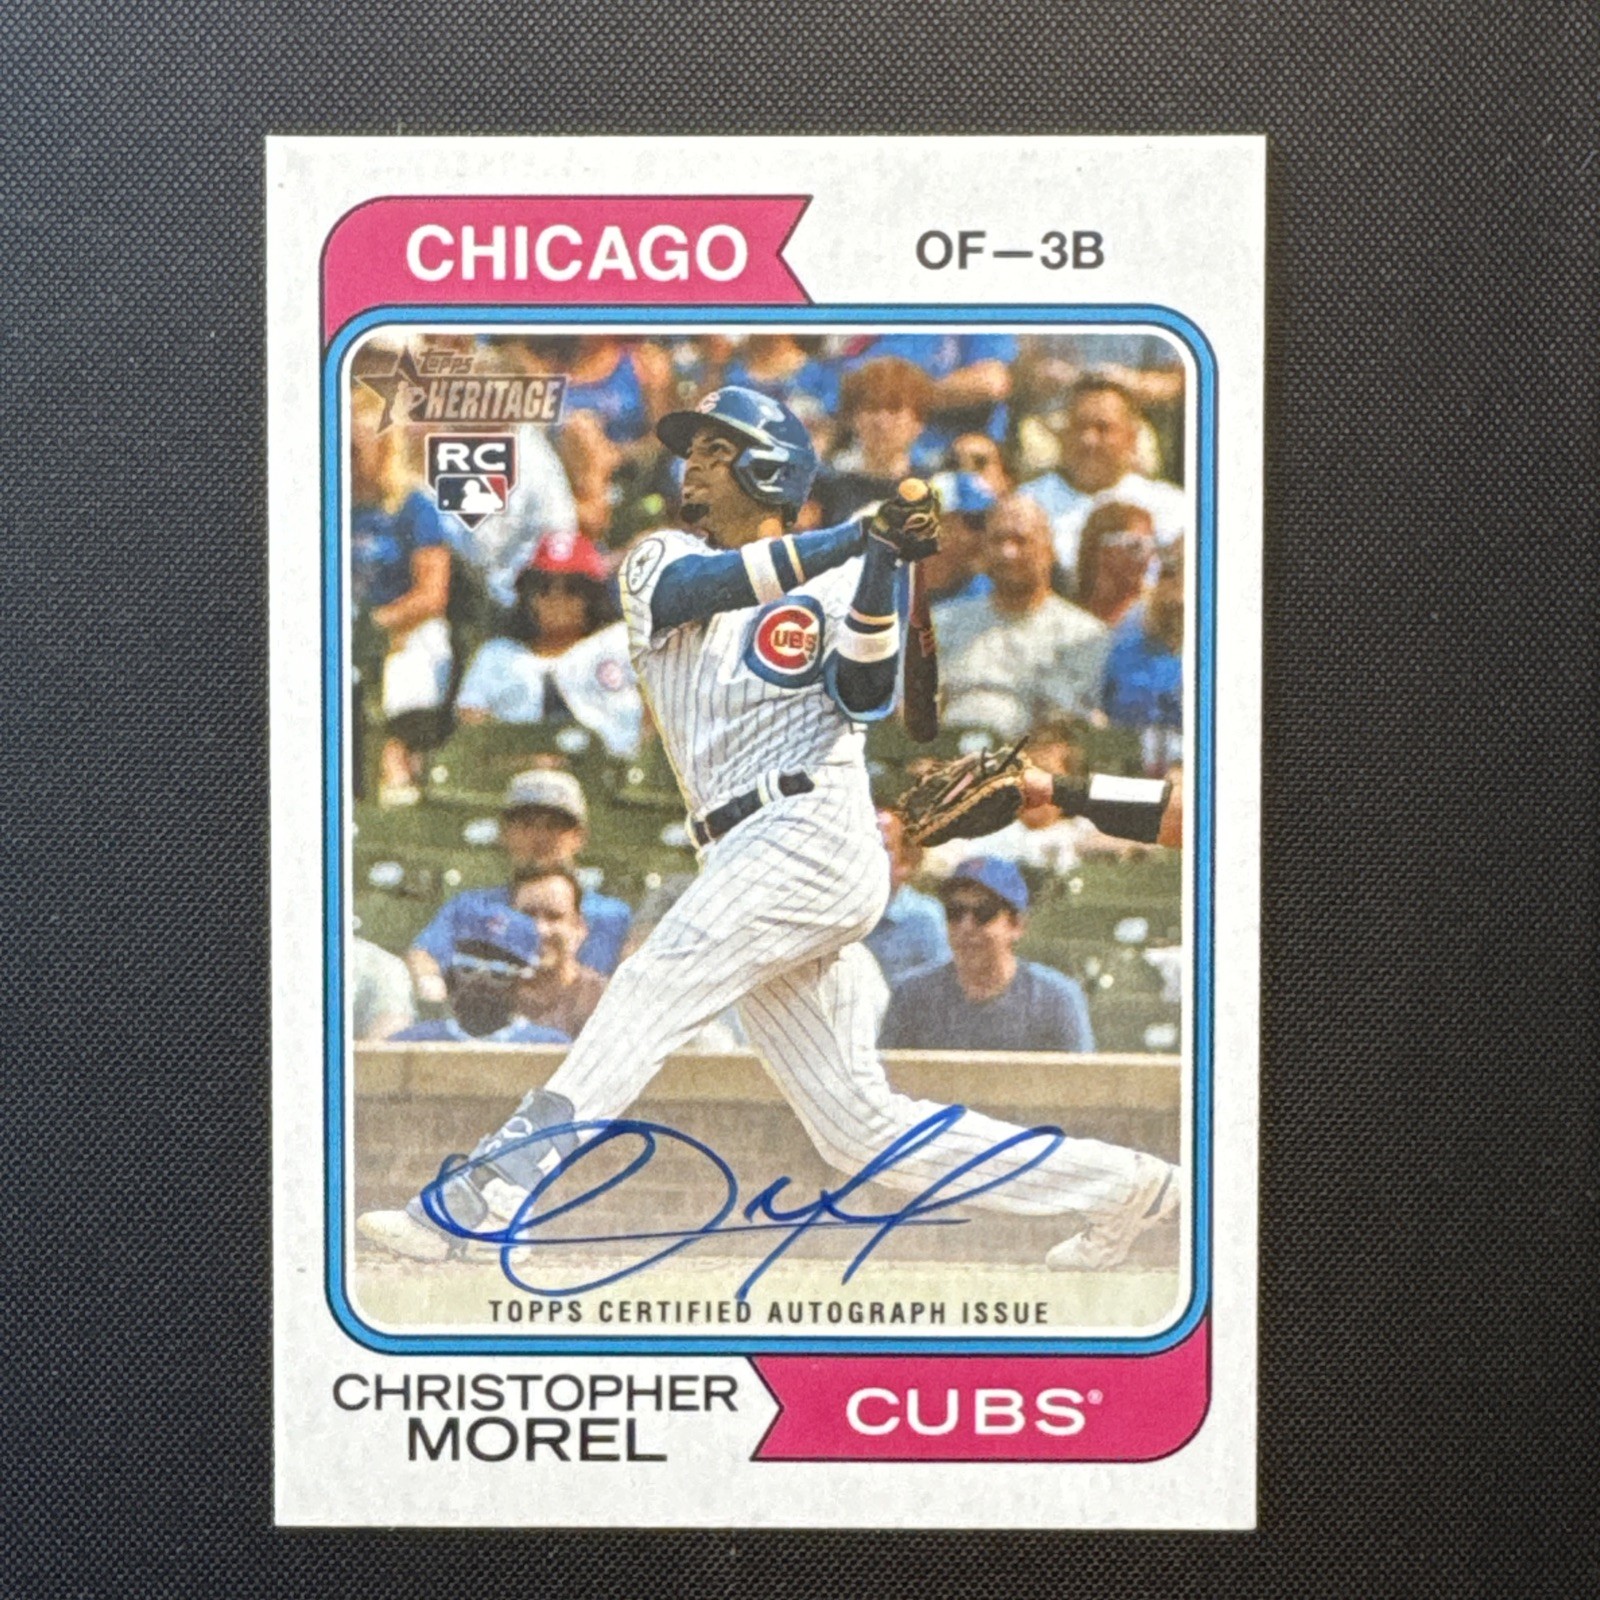 CHICAGO
OF—3B
Topps
HERITAGE
RC
CUBS
TOPPS CERTIFIED AUTOGRAPH ISSUE
CHRISTOPHER
MOREL
CUBS®